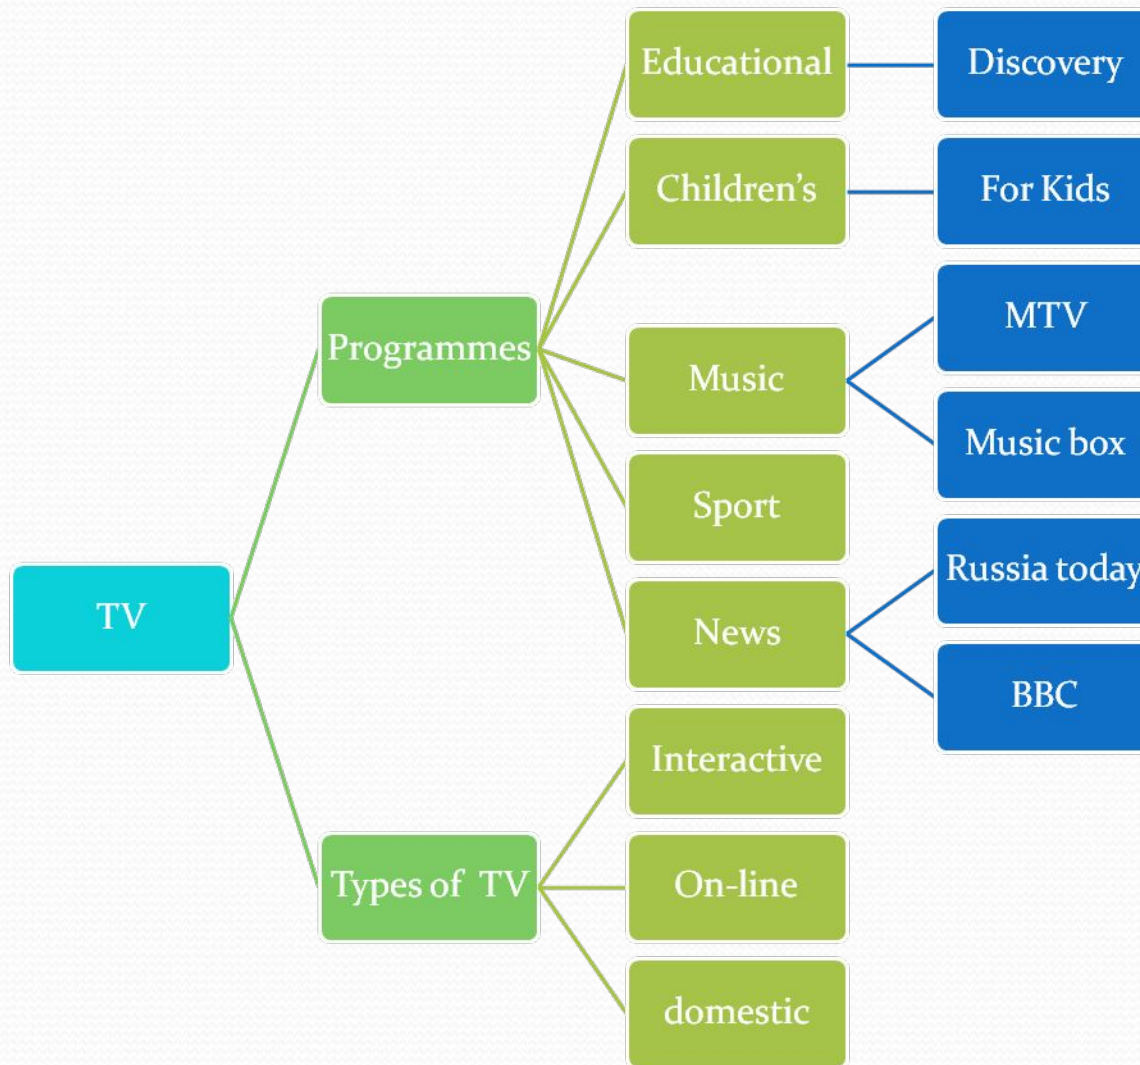 TV
Programmes
Educational
Discovery
Children's
For Kids
Music
MTV
Music box
Sport
News
Russia today
BBC
Types of TV
Interactive
On-line
domestic